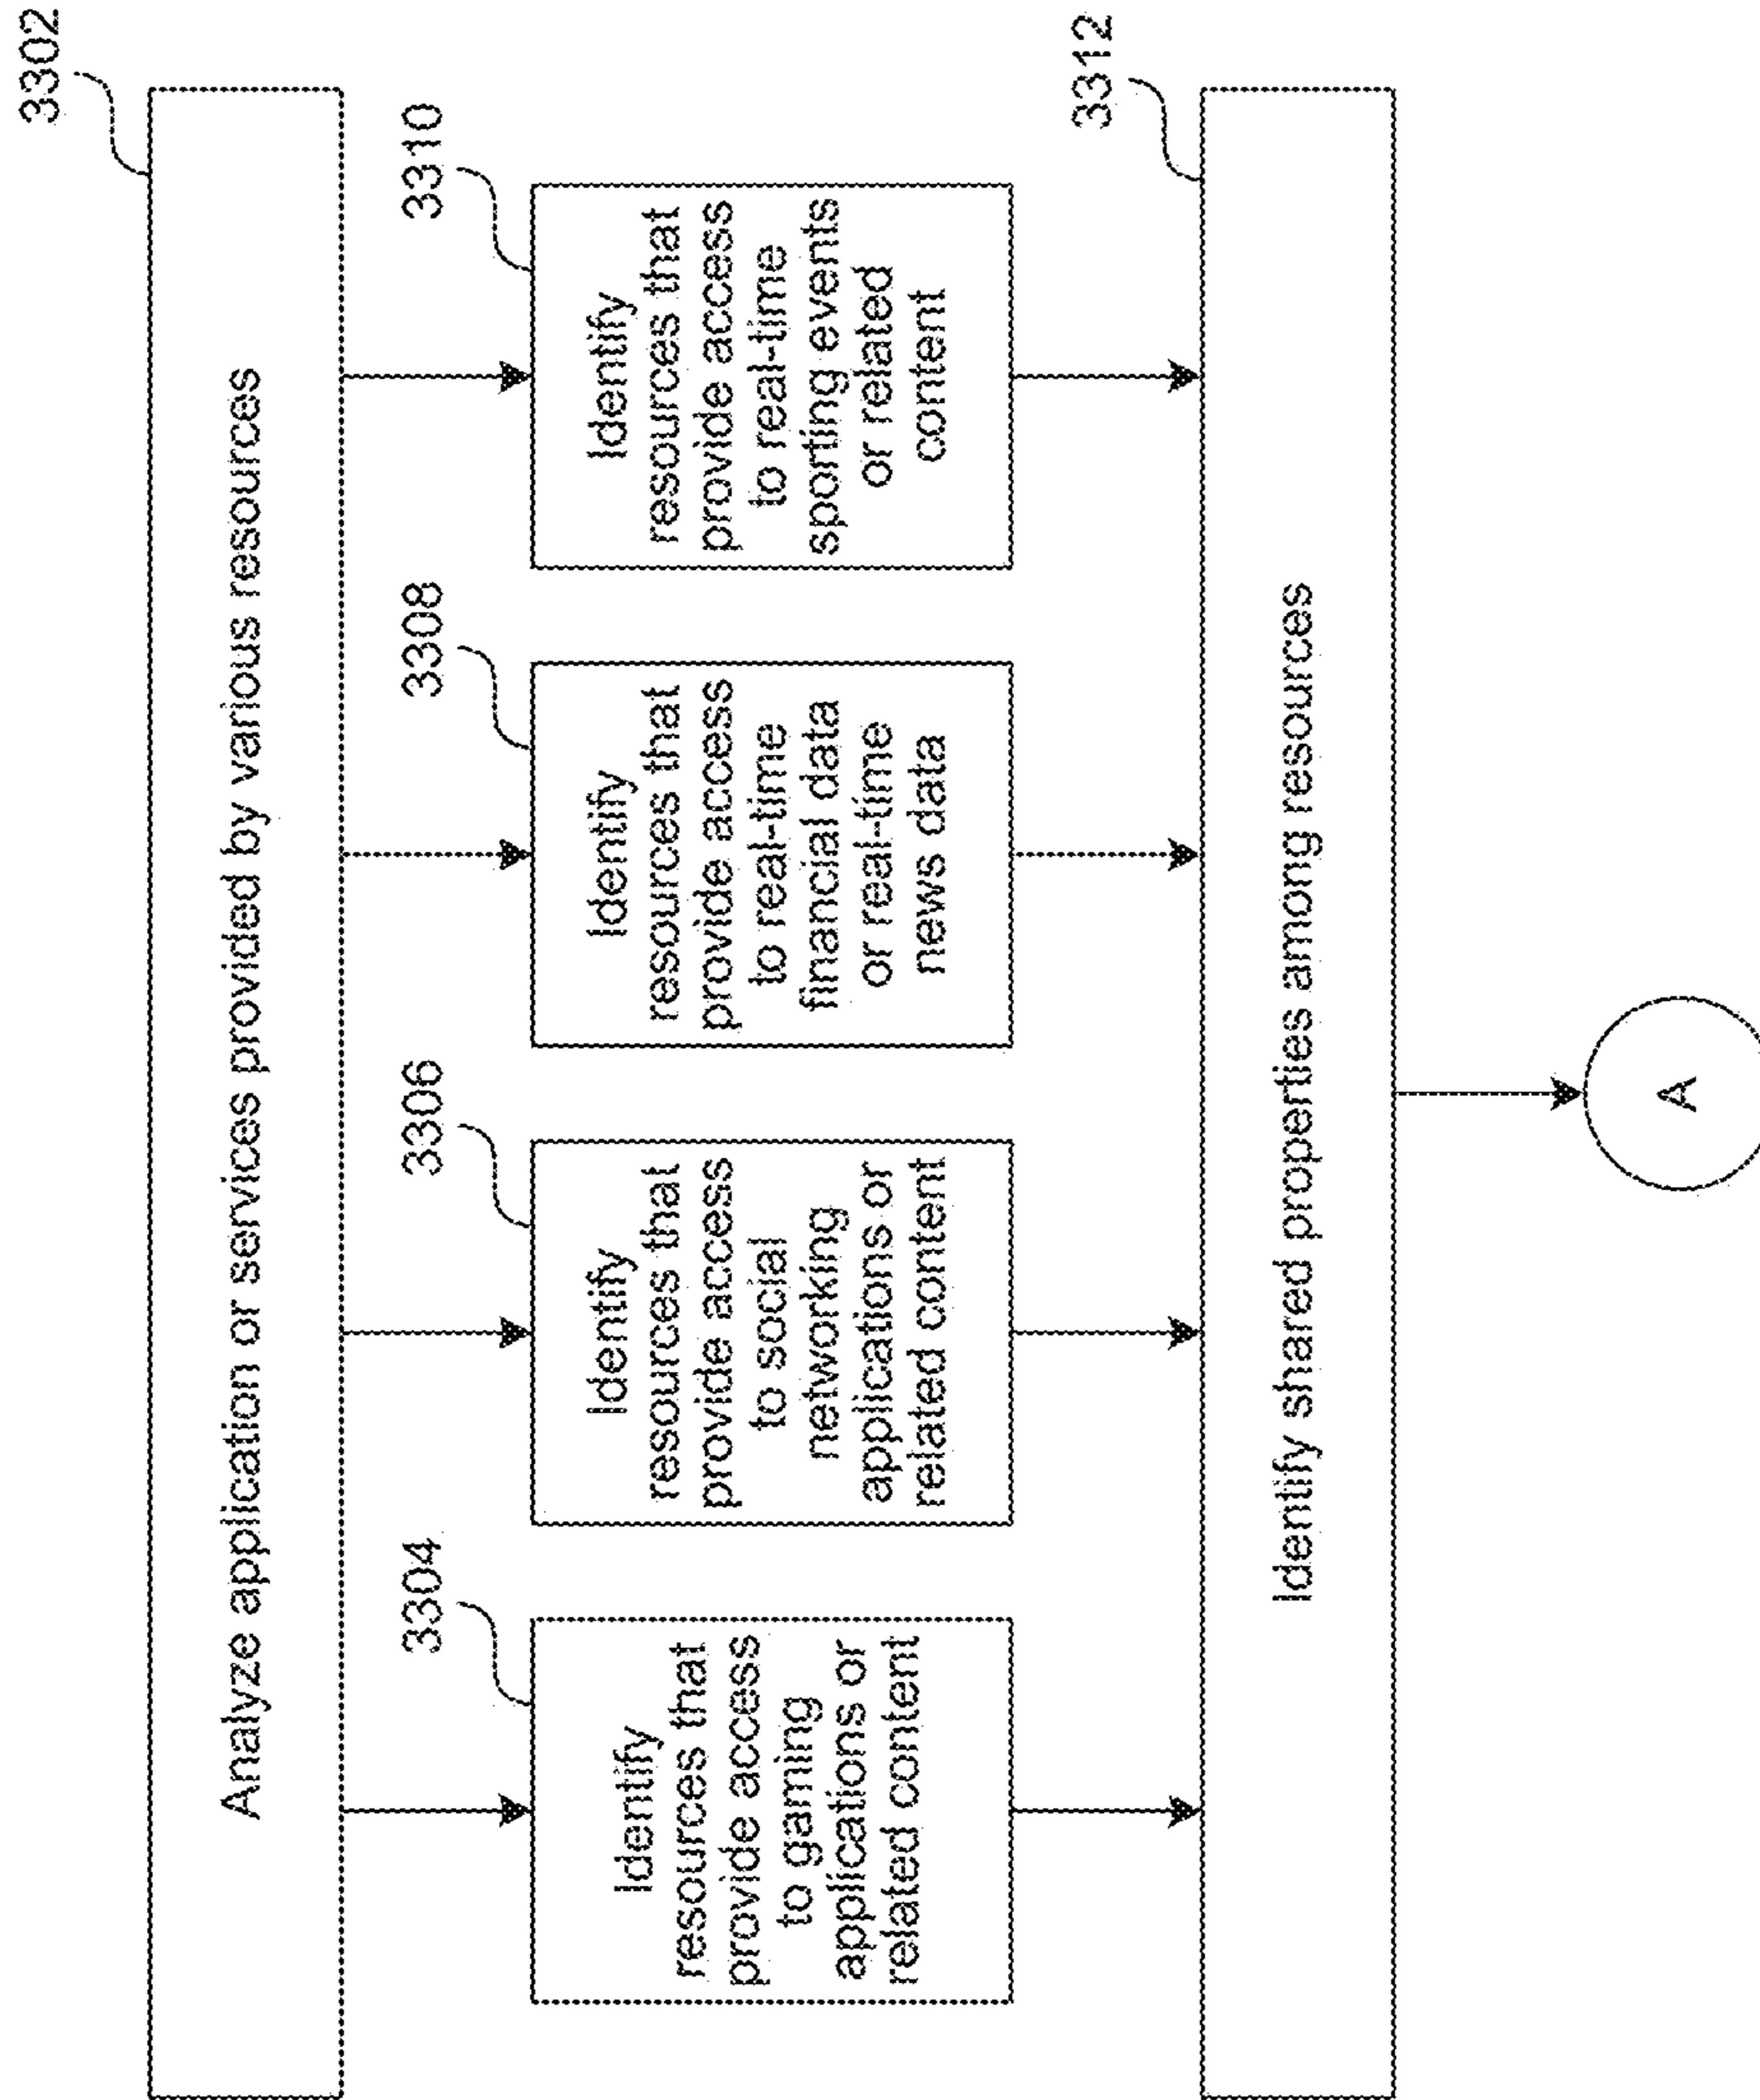 3302
Analyze application or services provided by various resources
3304
Identify
resources that
provide access
to gaming
applications or
related content
3306
Identify
resources that
provide access
to social
networking
applications or
related content
3308
Identify
resources that
provide access
to real-time
financial data
or real-time
news data
3310
Identify
resources that
provide access
to real-time
sporting events
or related
content
3312
Identify shared properties among resources
A